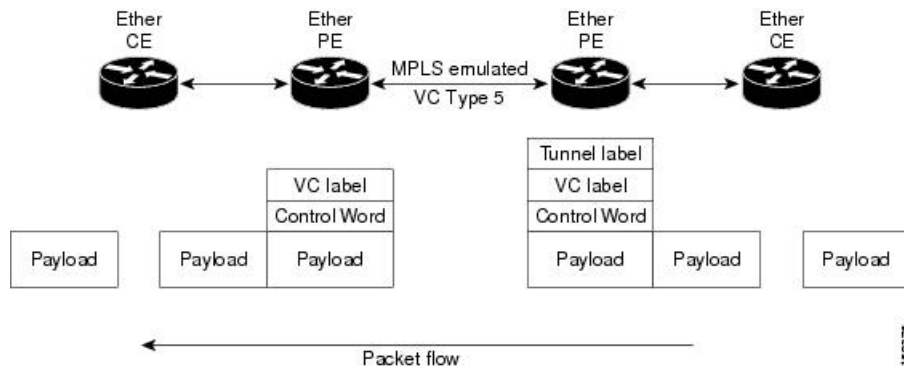 Ether
CE
Ether
PE
Ether
PE
Ether
CE
MPLS emulated
VC Type 5
Tunnel label
VC label
VC label
Control Word
Control Word
Payload
Payload
Payload
Payload
Payload
Payload
Packet flow